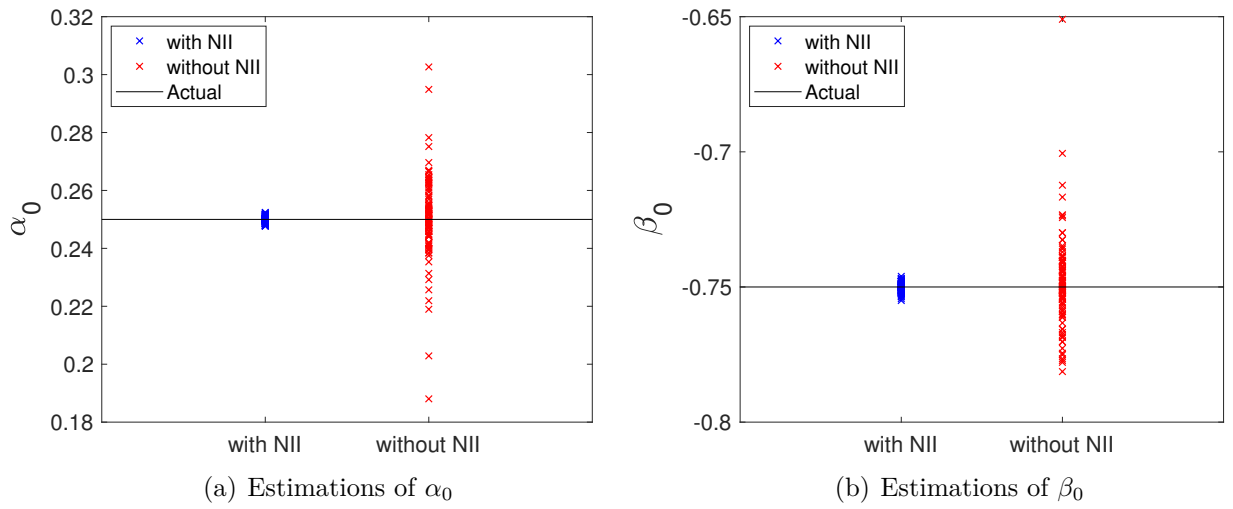 0.32
0.3
0.28
0.26
0.24
0.22
0.2
0.18
α0
with NII
without NII
Actual
with NII without NII
(a) Estimations of α0
-0.65
-0.7
-0.75
-0.8
β0
with NII
without NII
Actual
with NII without NII
(b) Estimations of β0